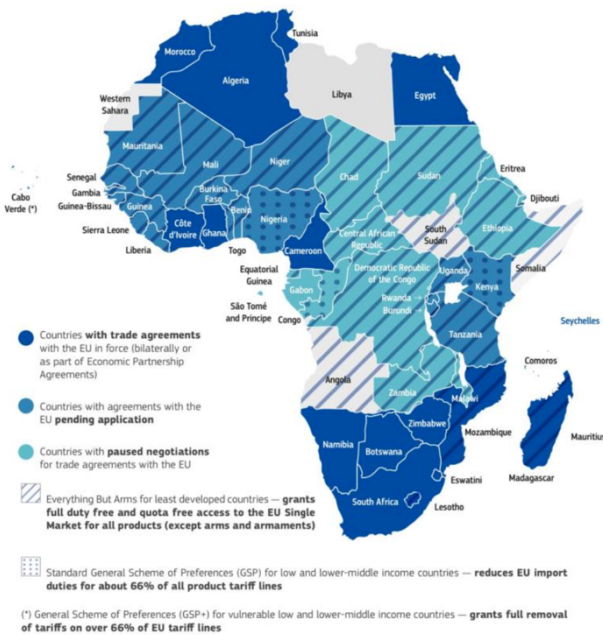 Tunisia
Morocco
Algeria
Libya
Egypt
Western
Sahara
Mauritania
Mali
Niger
Chad
Sudan
Eritrea
Cabo
Verde (*)
Senegal
Gambia
Guinea-Bissau
Guinea
Burkina
Faso
Benin
Nigeria
Djibouti
Sierra Leone
Côte
d'Ivoire
Ghana
Central African
Republic
South
Sudan
Ethiopia
Liberia
Togo
Cameroon
Somalia
Equatorial
Guinea
Gabon
Democratic Republic
of the Congo
Uganda
Kenya
São Tomé
and Principe
Congo
Rwanda →
Burundi →
Seychelles
Tanzania
Comoros
Angola
Zambia
Malawi
Zimbabwe
Mozambique
Mauritius
Namibia
Botswana
Madagascar
Eswatini
South Africa
Lesotho
Countries with trade agreements
with the EU in force (bilaterally or
as part of Economic Partnership
Agreements)
Countries with agreements with the
EU pending application
Countries with paused negotiations
for trade agreements with the EU
Everything But Arms for least developed countries — grants
full duty free and quota free access to the EU Single
Market for all products (except arms and armaments)
Standard General Scheme of Preferences (GSP) for low and lower-middle income countries — reduces EU import
duties for about 66% of all product tariff lines
(*) General Scheme of Preferences (GSP+) for vulnerable low and lower-middle income countries — grants full removal
of tariffs on over 66% of EU tariff lines